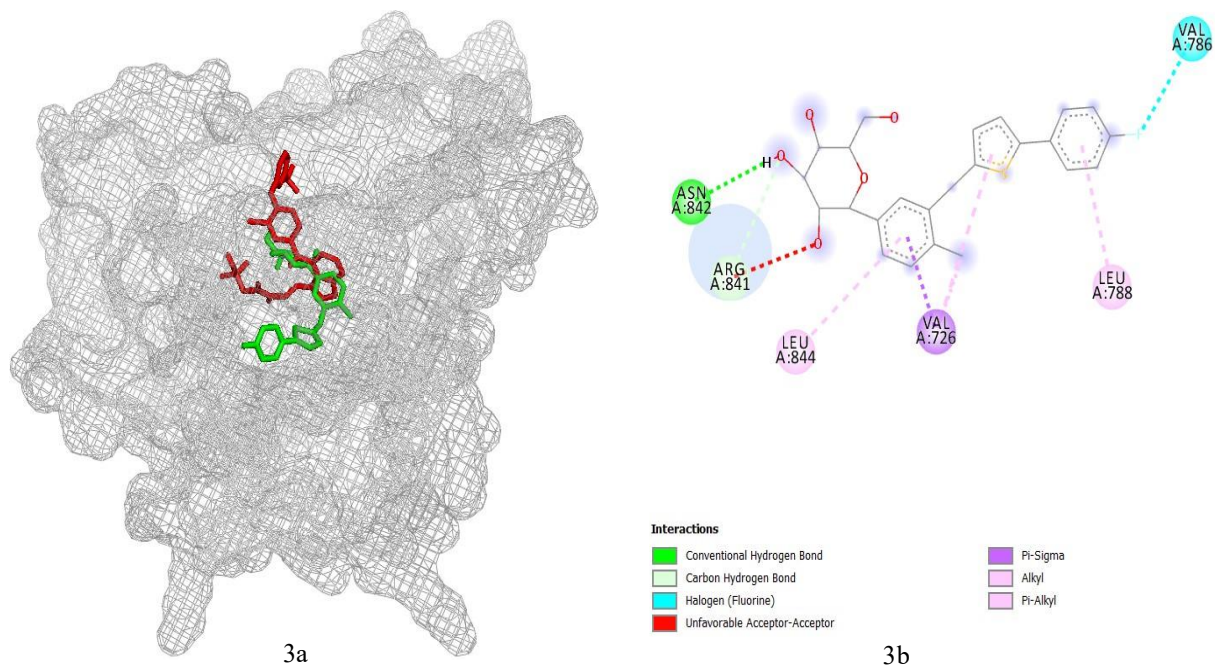 VAL
A:786
O
O
H
O
ASN
A:842
O
O
ARG
A:841
S
F
LEU
A:788
LEU
A:844
VAL
A:726
Interactions
Conventional Hydrogen Bond
Carbon Hydrogen Bond
Halogen (Fluorine)
Unfavorable Acceptor-Acceptor
Pi-Sigma
Alkyl
Pi-Alkyl
3a
3b